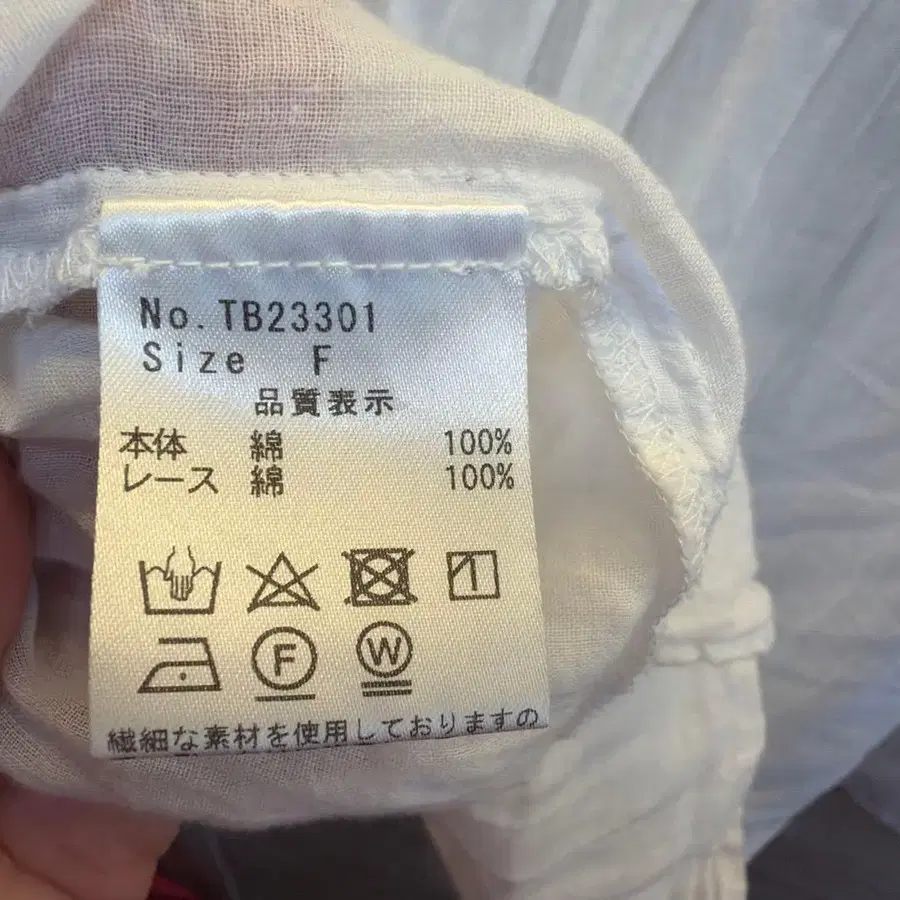 No. TB23301
Size F
品質表示
本体 綿 100%
レース 綿 100%
F
W
繊細な素材を使用しておりますの